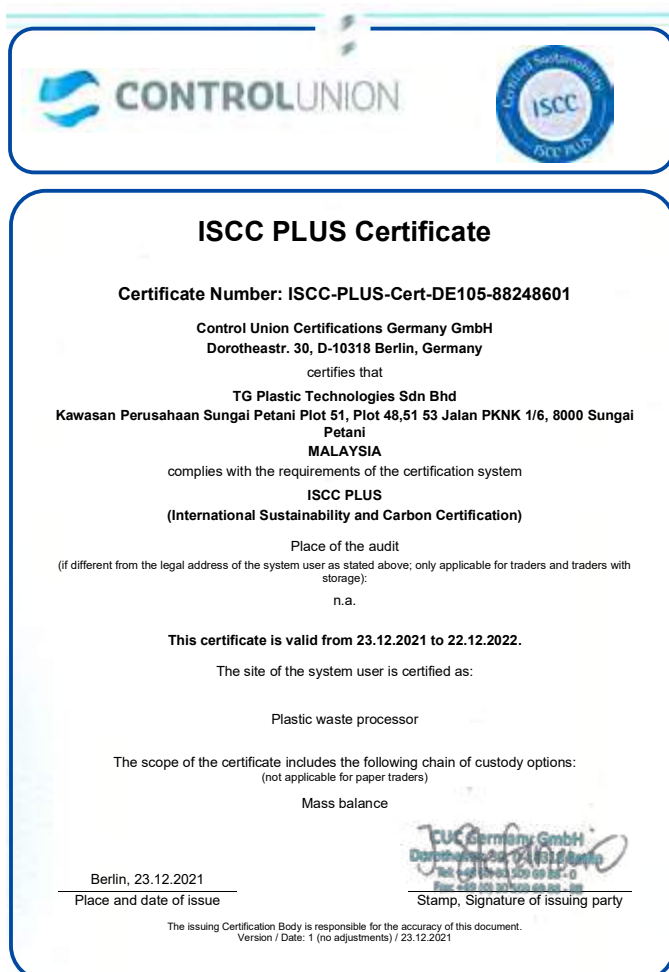 CONTROLUNION
Certified Sustainability
ISCC
ISCC PLUS
ISCC PLUS Certificate
Certificate Number: ISCC-PLUS-Cert-DE105-88248601
Control Union Certifications Germany GmbH
Dorotheastr. 30, D-10318 Berlin, Germany
certifies that
TG Plastic Technologies Sdn Bhd
Kawasan Perusahaan Sungai Petani Plot 51, Plot 48,51 53 Jalan PKNK 1/6, 8000 Sungai
Petani
MALAYSIA
complies with the requirements of the certification system
ISCC PLUS
(International Sustainability and Carbon Certification)
Place of the audit
(if different from the legal address of the system user as stated above; only applicable for traders and traders with
storage):
n.a.
This certificate is valid from 23.12.2021 to 22.12.2022.
The site of the system user is certified as:
Plastic waste processor
The scope of the certificate includes the following chain of custody options:
(not applicable for paper traders)
Mass balance
CUC Germany GmbH
Berlin, 23.12.2021
Place and date of issue
Stamp, Signature of issuing party
The issuing Certification Body is responsible for the accuracy of this document.
Version / Date: 1 (no adjustments) / 23.12.2021